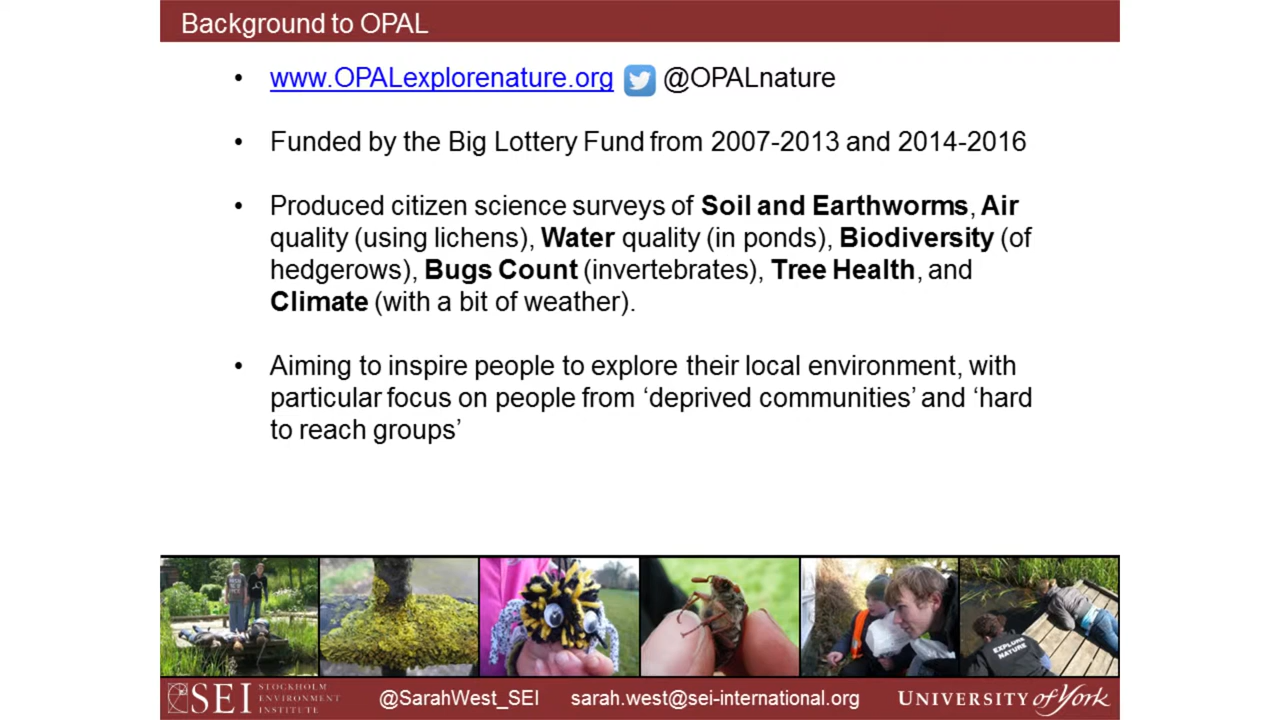 Background to OPAL
• www.OPALexplorenature.org @OPALnature
• Funded by the Big Lottery Fund from 2007-2013 and 2014-2016
• Produced citizen science surveys of Soil and Earthworms, Air
quality (using lichens), Water quality (in ponds), Biodiversity (of
hedgerows), Bugs Count (invertebrates), Tree Health, and
Climate (with a bit of weather).
• Aiming to inspire people to explore their local environment, with
particular focus on people from ‘deprived communities’ and ‘hard
to reach groups’
EXPLORE
NATURE
SEI STOCKHOLM
ENVIRONMENT
INSTITUTE
@SarahWest_SEI sarah.west@sei-international.org UNIVERSITY of York